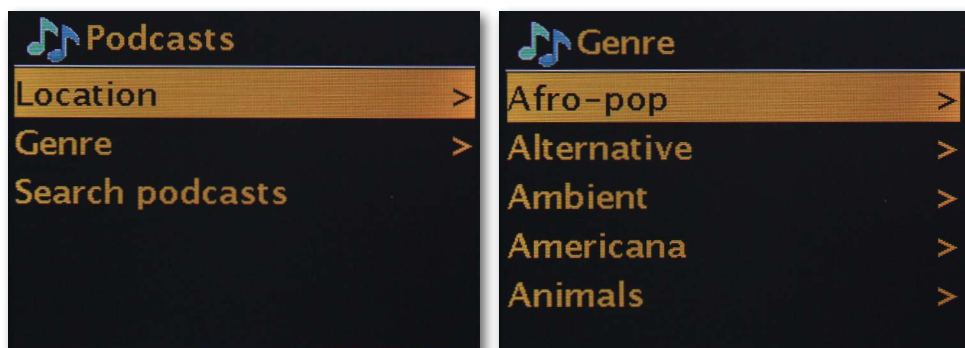 Podcasts
Location >
Genre >
Search podcasts
Genre
Afro-pop >
Alternative >
Ambient >
Americana >
Animals >